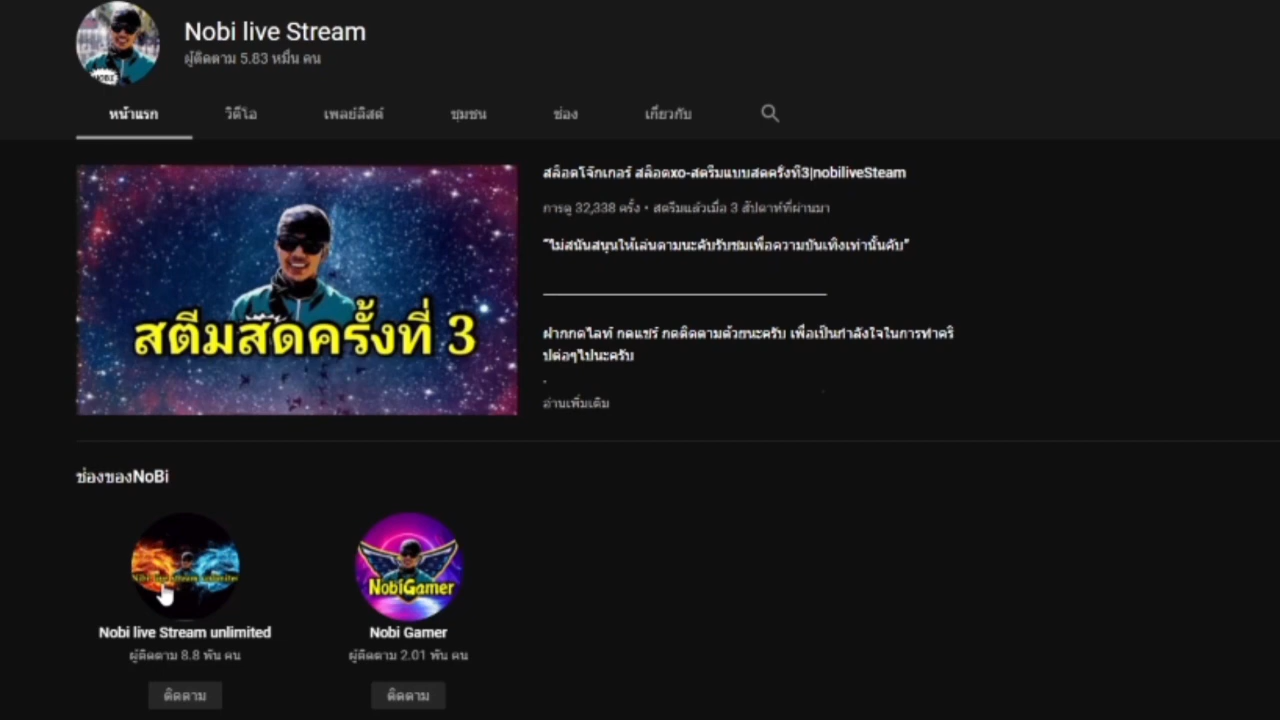 Nobi live Stream
ผู้ติดตาม 5.83 หมื่น คน
หน้าแรก
วิดีโอ
เพลย์ลิสต์
ชุมชน
ช่อง
เกี่ยวกับ
สล็อตโจ๊กเกอร์ สล็อตxo-สตรีมแบบสดครั้งที่3|nobiliveSteam
การดู 32,338 ครั้ง • สตรีมแล้วเมื่อ 3 สัปดาห์ที่ผ่านมา
"ไม่สนันสนุนให้เล่นตามนะคับรับชมเพื่อความบันเทิงเท่านั้นคับ"
สตีมสดครั้งที่ 3
ฝากกดไลท์ กดแชร์ กดติดตามด้วยนะครับ เพื่อเป็นกำลังใจในการทำคริ
ปต่อๆไปนะครับ
.
อ่านเพิ่มเติม
ช่องของNoBi
Nobi live stream unlimited
NobiGamer
Nobi live Stream unlimited
Nobi Gamer
ผู้ติดตาม 8.8 พัน คน
ผู้ติดตาม 2.01 พัน คน
ติดตาม
ติดตาม